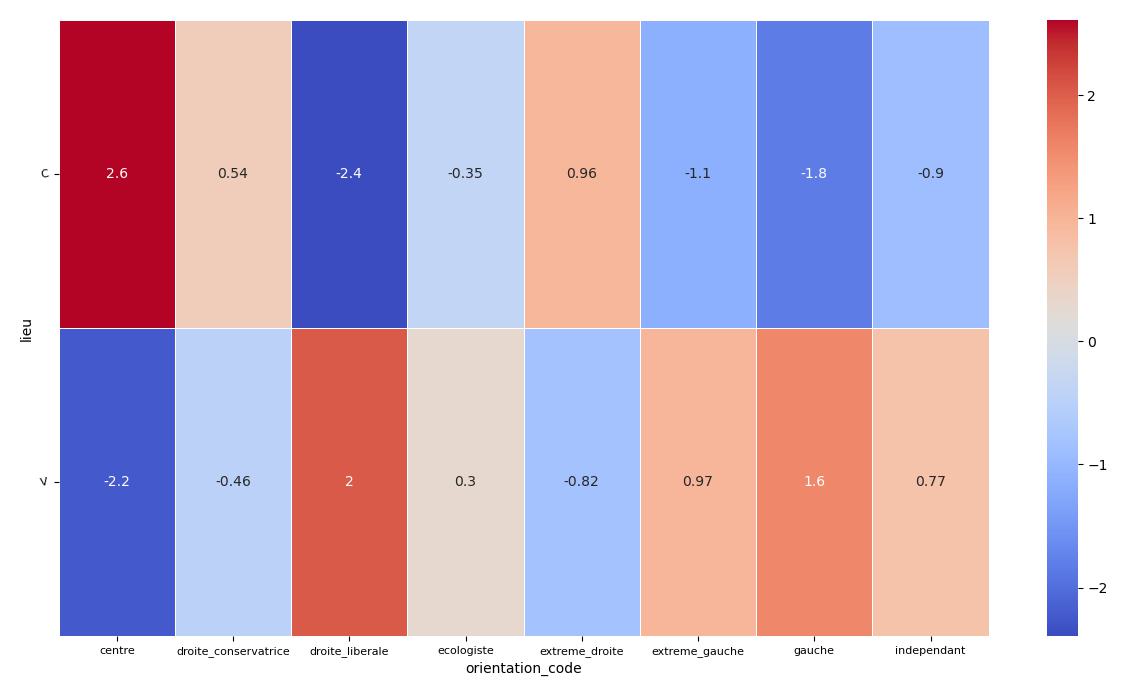 2.6 0.54 -2.4 -0.35 0.96 -1.1 -1.8 -0.9
c
-2.2 -0.46 2 0.3 -0.82 0.97 1.6 0.77
v
lieu
centre droite_conservatrice droite_liberale ecologiste extreme_droite extreme_gauche gauche independant
orientation_code
2
1
0
−1
−2